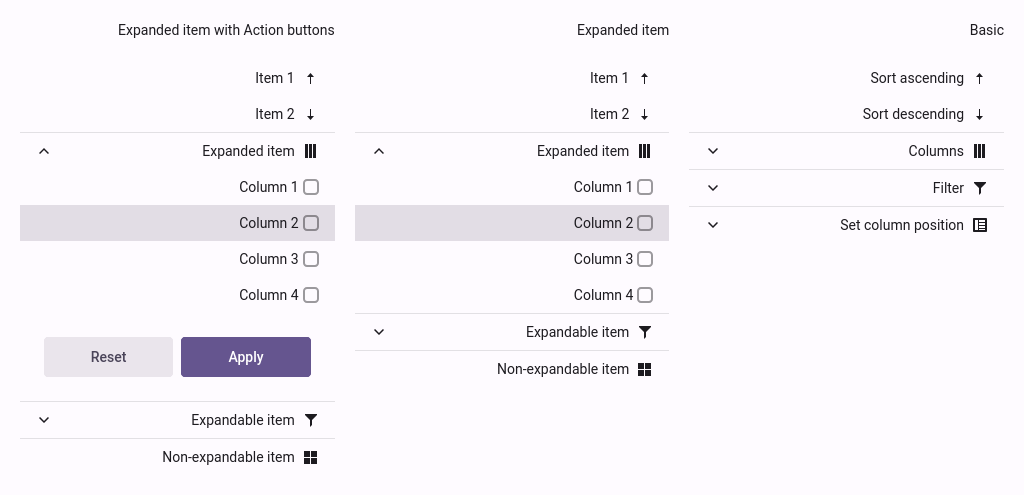 Basic
Sort ascending
Sort descending
Columns
Filter
Set column position
Expanded item
Item 1
Item 2
Expanded item
Column 1
Column 2
Column 3
Column 4
Expandable item
Non-expandable item
Expanded item with Action buttons
Item 1
Item 2
Expanded item
Column 1
Column 2
Column 3
Column 4
Apply
Reset
Expandable item
Non-expandable item